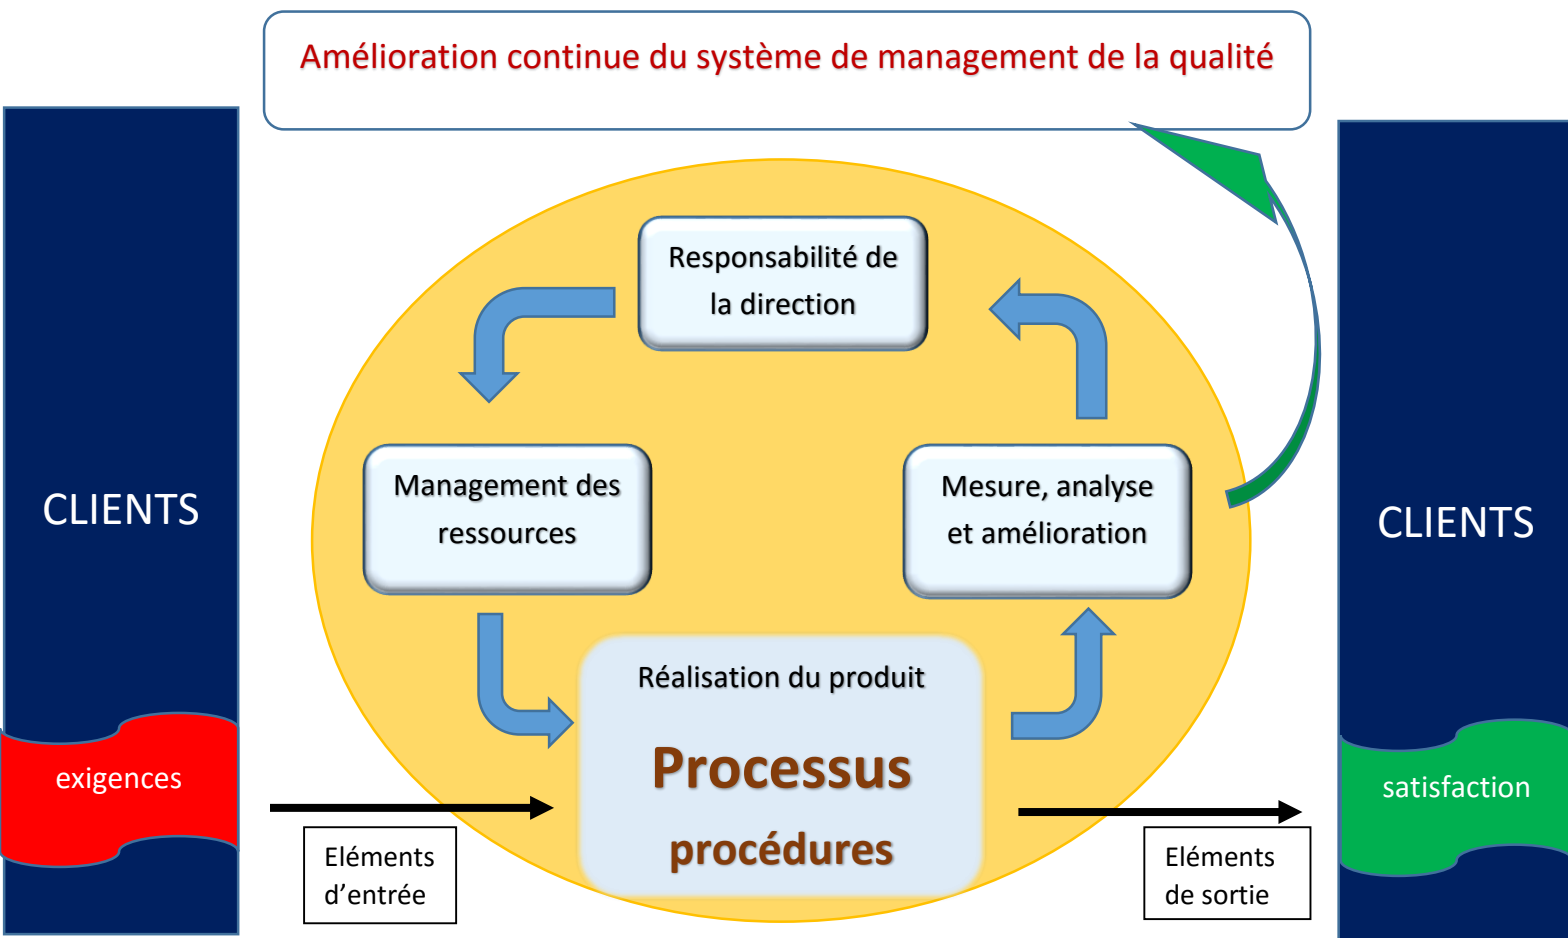 Amélioration continue du système de management de la qualité
Responsabilité de
la direction
CLIENTS
Management des
ressources
Mesure, analyse
et amélioration
CLIENTS
Réalisation du produit
Processus
procédures
exigences
satisfaction
Eléments
d’entrée
Eléments
de sortie